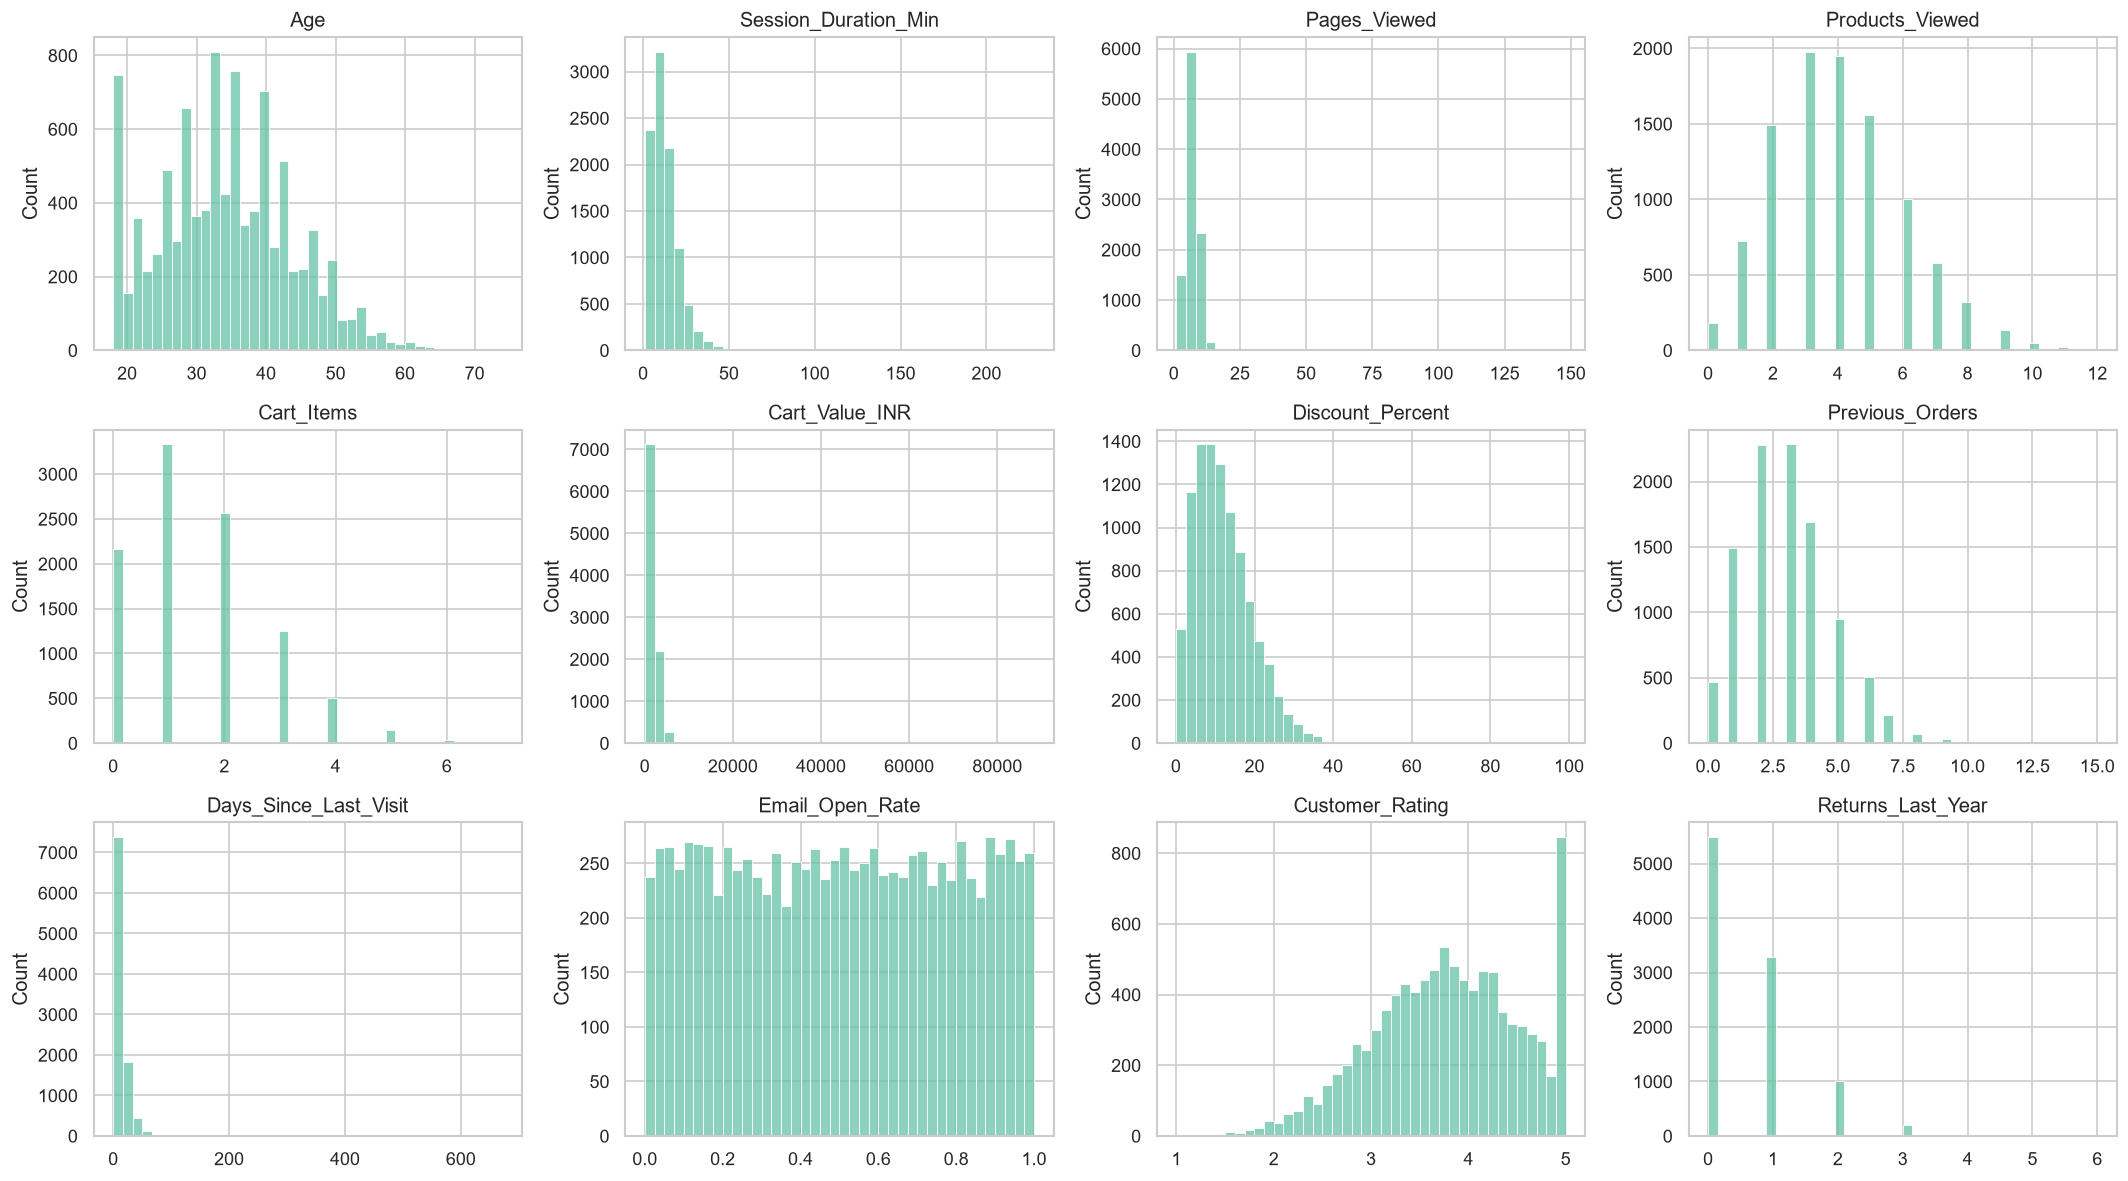 Age
Session_Duration_Min
Pages_Viewed
Products_Viewed
800
600
400
200
0
Count
20 30 40 50 60 70
3000
2500
2000
1500
1000
500
0
Count
0 50 100 150 200
6000
5000
4000
3000
2000
1000
0
Count
0 25 50 75 100 125 150
2000
1500
1000
500
0
Count
0 2 4 6 8 10 12
Cart_Items
Cart_Value_INR
Discount_Percent
Previous_Orders
3000
2500
2000
1500
1000
500
0
Count
0 2 4 6
7000
6000
5000
4000
3000
2000
1000
0
Count
0 20000 40000 60000 80000
1400
1200
1000
800
600
400
200
0
Count
0 20 40 60 80 100
2000
1500
1000
500
0
Count
0.0 2.5 5.0 7.5 10.0 12.5 15.0
Days_Since_Last_Visit
Email_Open_Rate
Customer_Rating
Returns_Last_Year
7000
6000
5000
4000
3000
2000
1000
0
Count
0 200 400 600
250
200
150
100
50
0
Count
0.0 0.2 0.4 0.6 0.8 1.0
800
600
400
200
0
Count
1 2 3 4 5
5000
4000
3000
2000
1000
0
Count
0 1 2 3 4 5 6